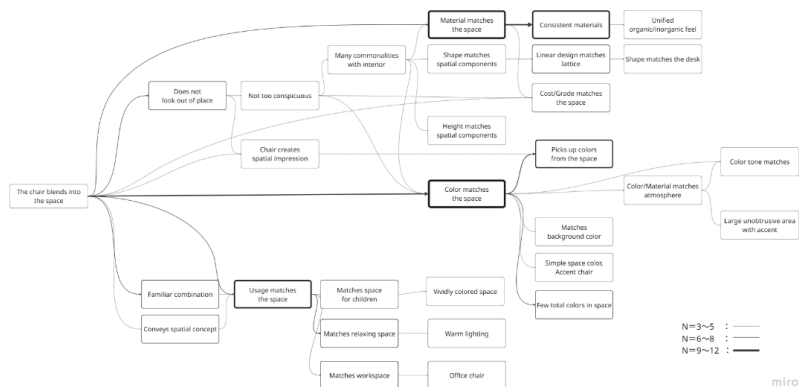 Material matches
the space
Consistent materials
Unified
organic/inorganic feel
Many commonalities
with interior
Shape matches
spatial components
Linear design matches
lattice
Shape matches the desk
Does not
look out of place
Not too conspicuous
Cost/Grade matches
the space
Height matches
spatial components
Chair creates
spatial impression
Picks up colors
from the space
Color tone matches
The chair blends into
the space
Color matches
the space
Color/Material matches
atmosphere
Large unobtrusive area
with accent
Matches
background color
Simple space color,
Accent chair
Few total colors in space
Familiar combination
Usage matches
the space
Matches space
for children
Vividly colored space
Conveys spatial concept
Matches relaxing space
Warm lighting
Matches workspace
Office chair
N=3〜5 :
N=6〜8 :
N=9〜12 :
miro